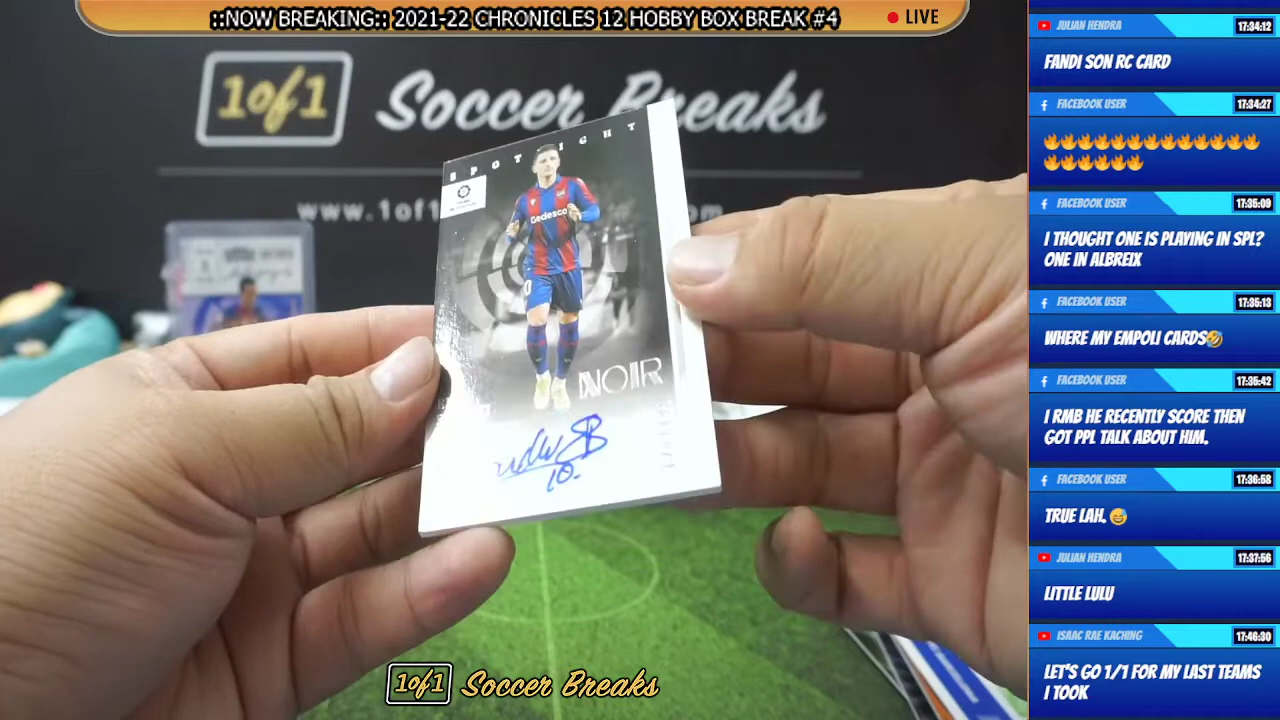 ::NOW BREAKING:: 2021-22 CHRONICLES 12 HOBBY BOX BREAK #4
LIVE
1of1 Soccer Breaks
www.1of1
SPOTLIGHT
Gedesco
NOIR
10.
1of1 Soccer Breaks
JULIAN HENDRA 17:34:12
FANDI SON RC CARD
FACEBOOK USER 17:34:27
🔥🔥🔥🔥🔥🔥🔥🔥🔥🔥🔥🔥🔥
🔥🔥🔥🔥🔥🔥
FACEBOOK USER 17:35:09
I THOUGHT ONE IS PLAYING IN SPL?
ONE IN ALBREIX
FACEBOOK USER 17:35:13
WHERE MY EMPOLI CARDS🤣
FACEBOOK USER 17:35:42
I RMB HE RECENTLY SCORE THEN
GOT PPL TALK ABOUT HIM.
FACEBOOK USER 17:36:58
TRUE LAH. 😅
JULIAN HENDRA 17:37:56
LITTLE LULU
ISAAC RAE KACHING 17:46:30
LET'S GO 1/1 FOR MY LAST TEAMS
I TOOK